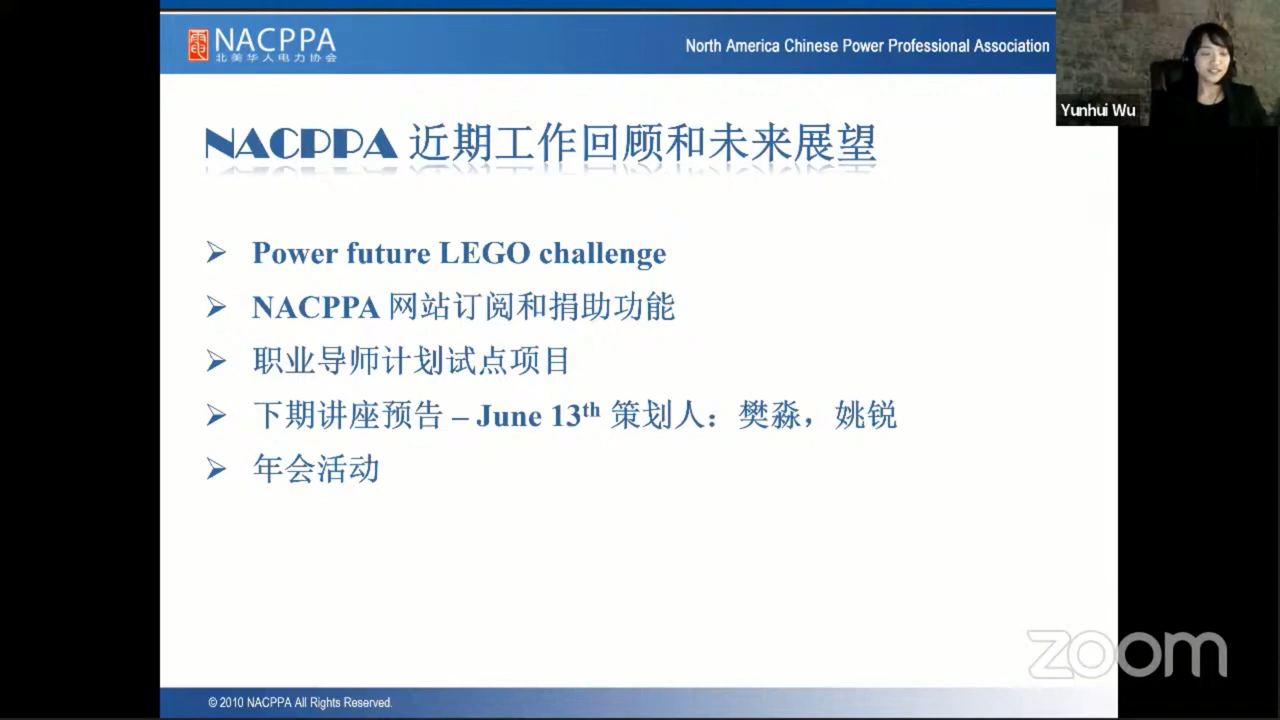 電 NACPPA
北美华人电力协会
North America Chinese Power Professional Association
Yunhui Wu
NACPPA 近期工作回顾和未来展望
➢ Power future LEGO challenge
➢ NACPPA 网站订阅和捐助功能
➢ 职业导师计划试点项目
➢ 下期讲座预告 – June 13th 策划人：樊淼，姚锐
➢ 年会活动
zoom
© 2010 NACPPA All Rights Reserved.